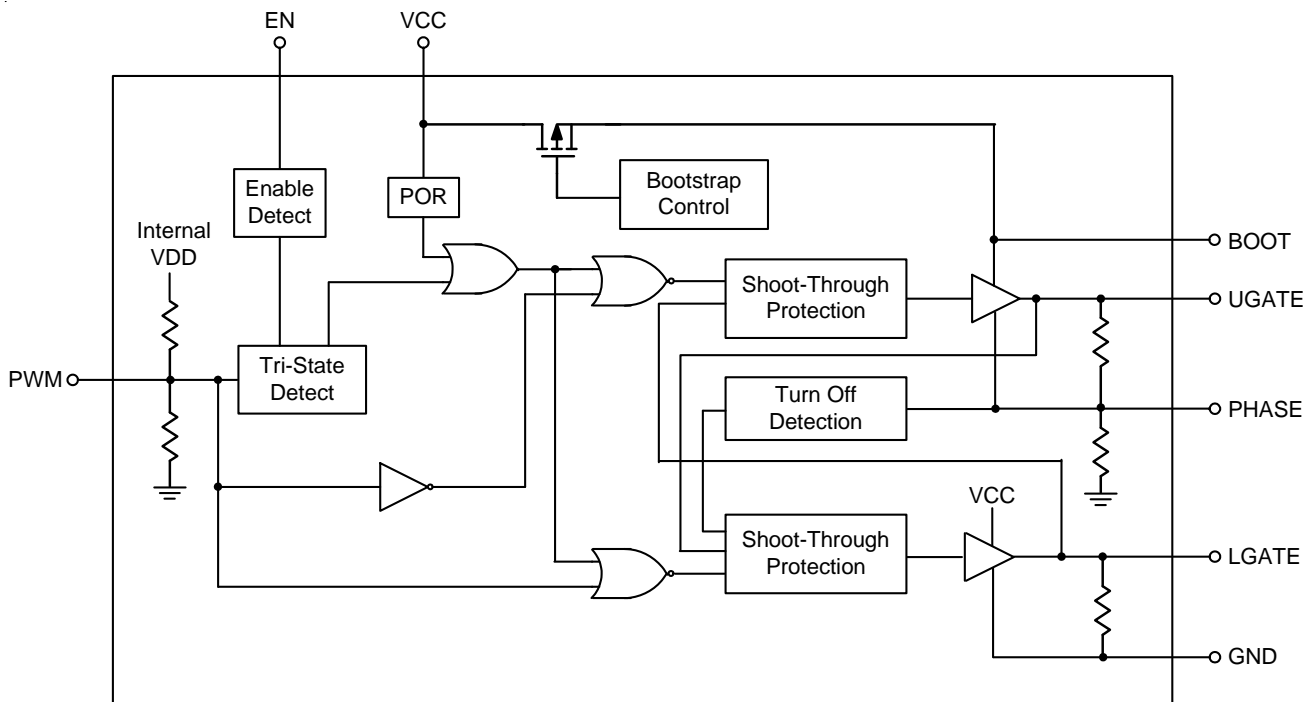 EN
VCC
Enable
Detect
POR
Bootstrap
Control
Internal
VDD
BOOT
Shoot-Through
Protection
UGATE
PWM
Tri-State
Detect
Turn Off
Detection
PHASE
VCC
Shoot-Through
Protection
LGATE
GND